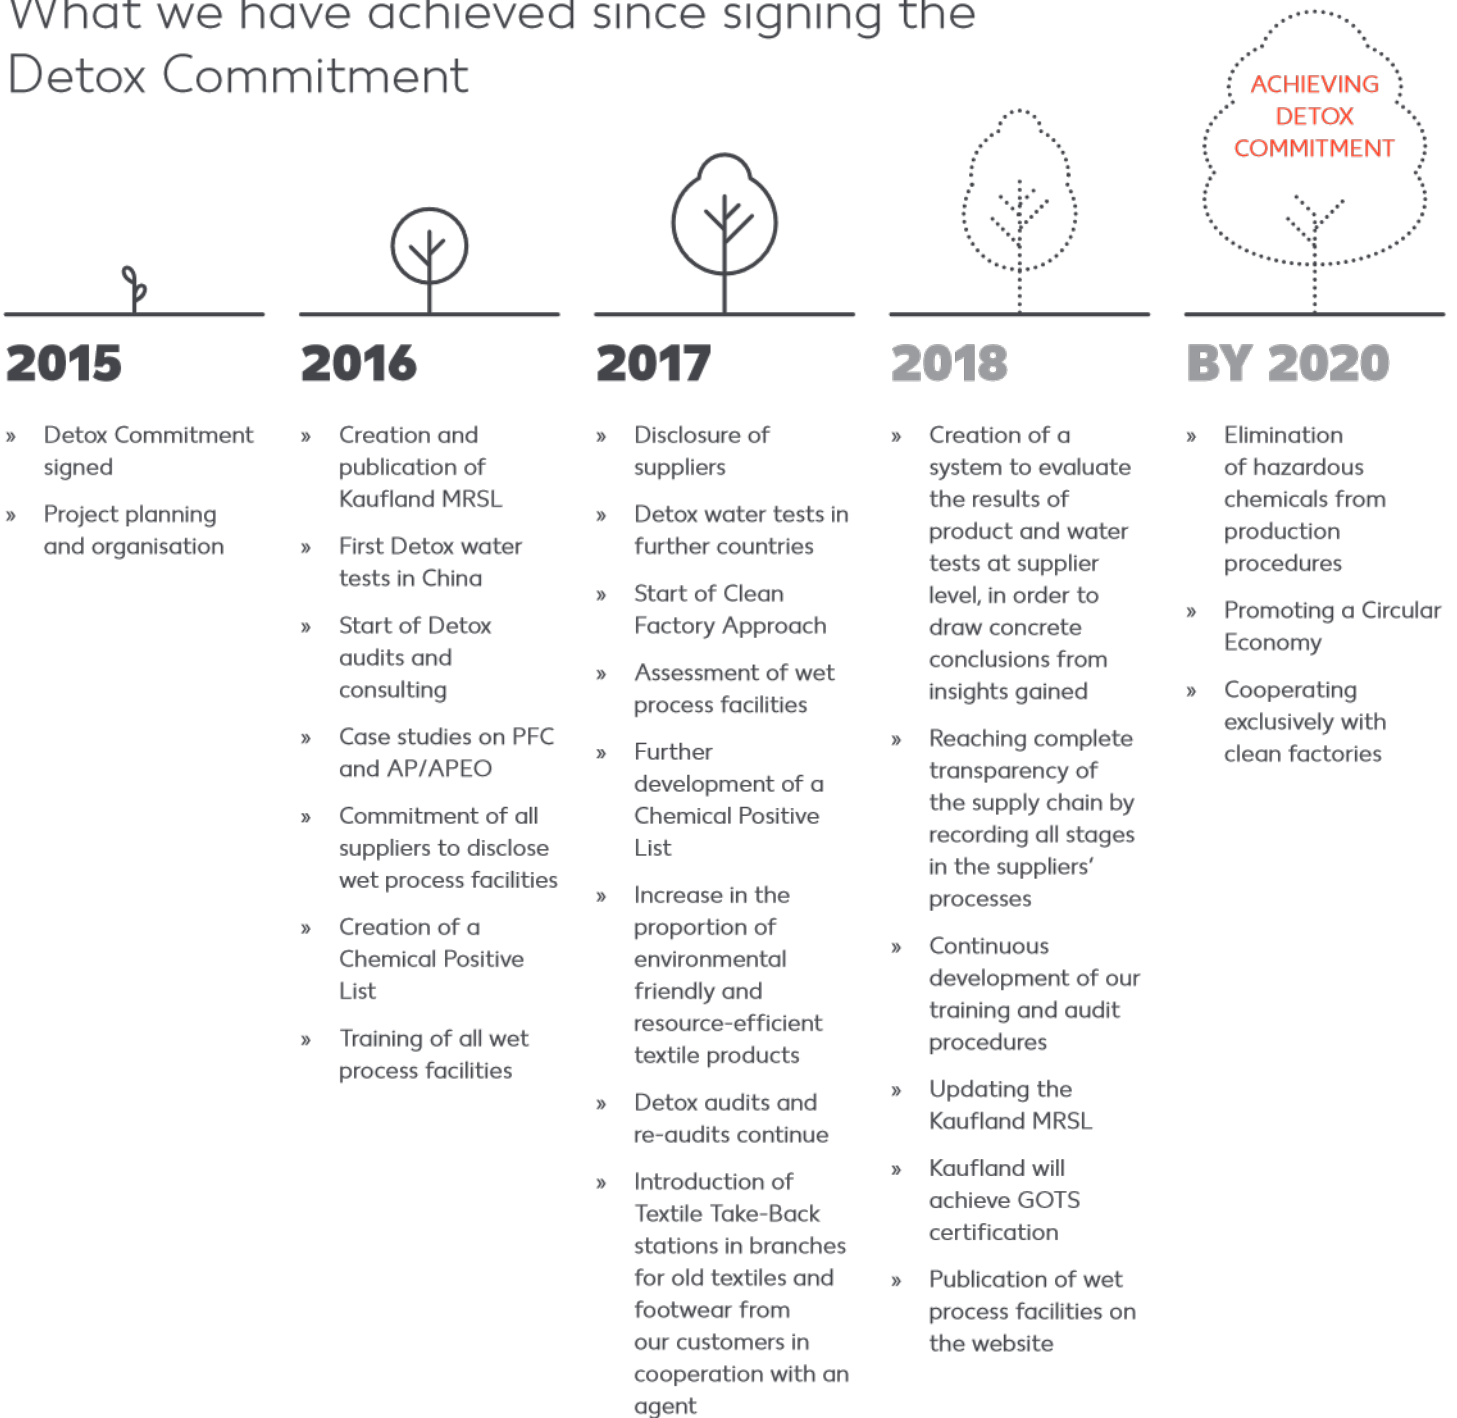 What we have achieved since signing the
Detox Commitment
ACHIEVING
DETOX
COMMITMENT
2015
» Detox Commitment
signed
» Project planning
and organisation
2016
» Creation and
publication of
Kaufland MRSL
» First Detox water
tests in China
» Start of Detox
audits and
consulting
» Case studies on PFC
and AP/APEO
» Commitment of all
suppliers to disclose
wet process facilities
» Creation of a
Chemical Positive
List
» Training of all wet
process facilities
2017
» Disclosure of
suppliers
» Detox water tests in
further countries
» Start of Clean
Factory Approach
» Assessment of wet
process facilities
» Further
development of a
Chemical Positive
List
» Increase in the
proportion of
environmental
friendly and
resource-efficient
textile products
» Detox audits and
re-audits continue
» Introduction of
Textile Take-Back
stations in branches
for old textiles and
footwear from
our customers in
cooperation with an
agent
2018
» Creation of a
system to evaluate
the results of
product and water
tests at supplier
level, in order to
draw concrete
conclusions from
insights gained
» Reaching complete
transparency of
the supply chain by
recording all stages
in the suppliers’
processes
» Continuous
development of our
training and audit
procedures
» Updating the
Kaufland MRSL
» Kaufland will
achieve GOTS
certification
» Publication of wet
process facilities on
the website
BY 2020
» Elimination
of hazardous
chemicals from
production
procedures
» Promoting a Circular
Economy
» Cooperating
exclusively with
clean factories